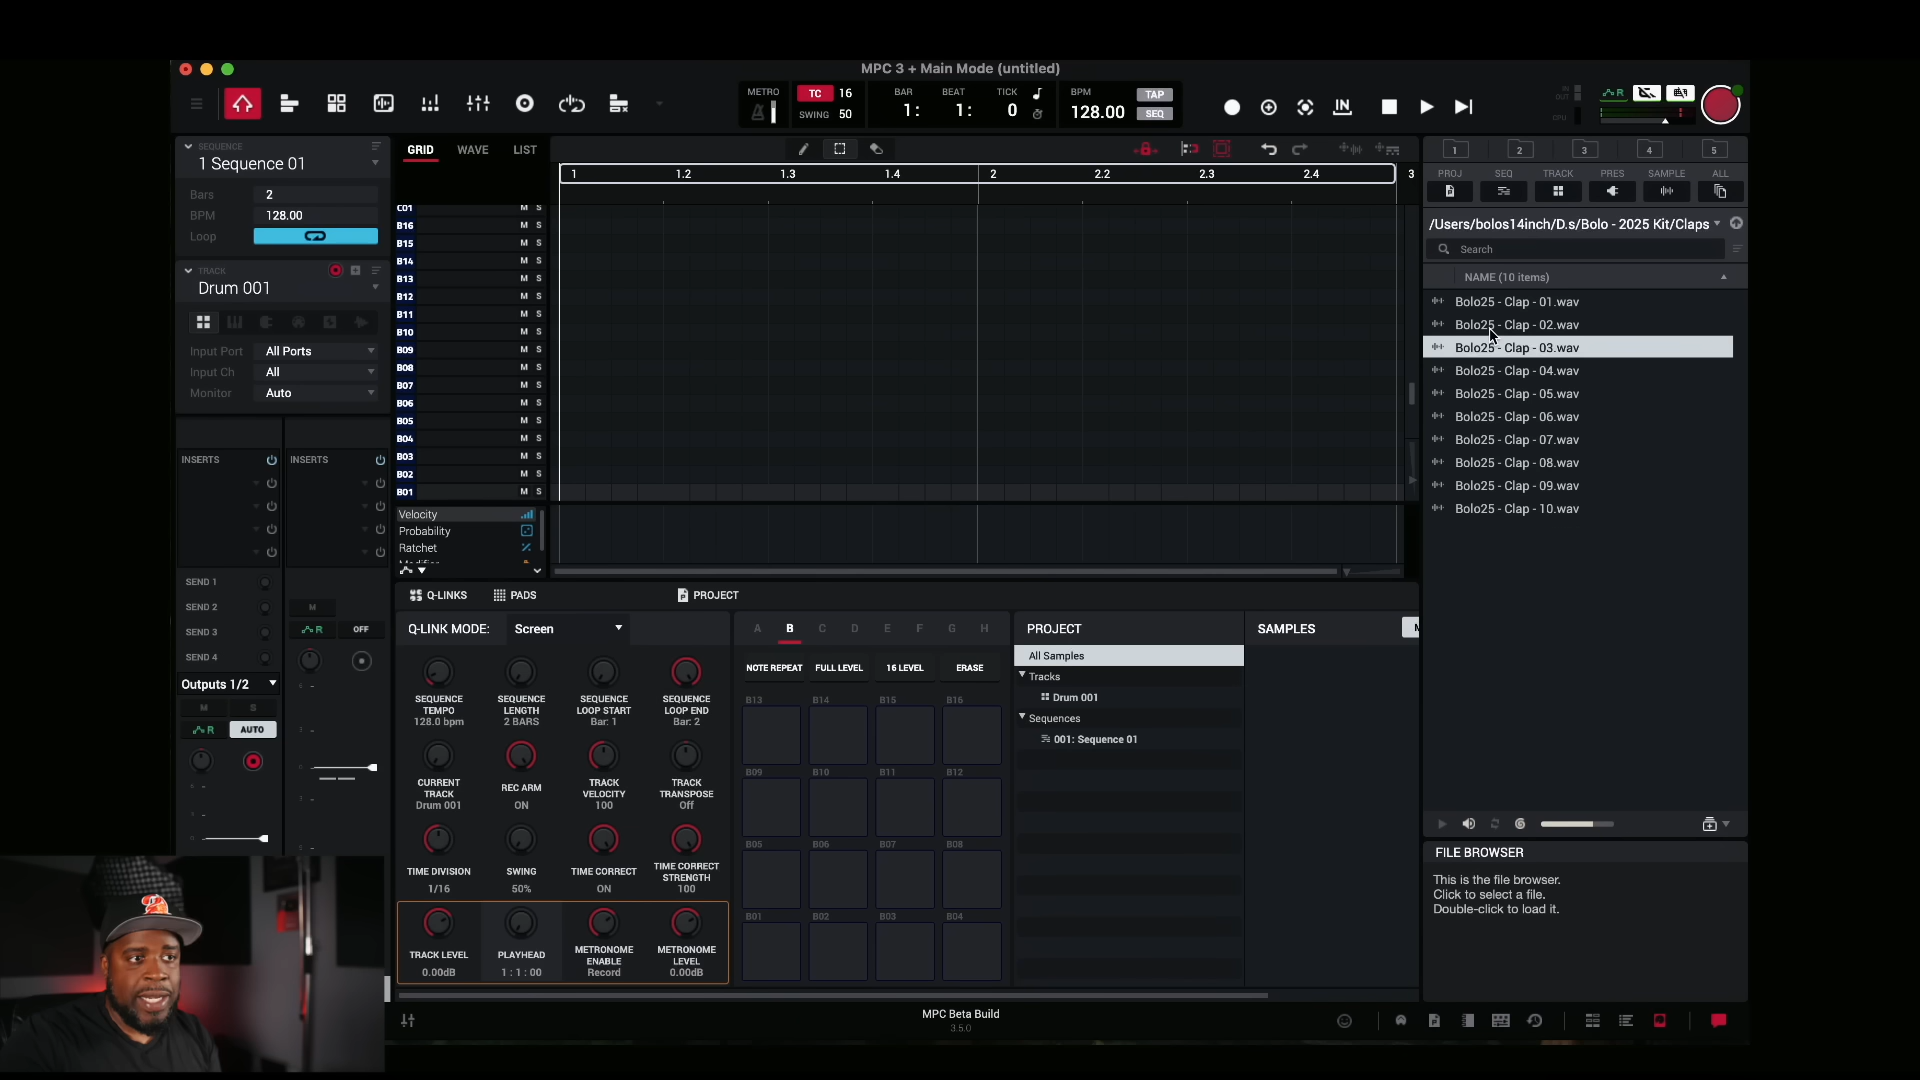 MPC 3 + Main Mode (untitled)
METRO
TC 16
SWING 50
BAR BEAT TICK
1: 1: 0
BPM
128.00
TAP
SEQ
IN
SEQUENCE
1 Sequence 01
Bars 2
BPM 128.00
Loop
TRACK
Drum 001
Input Port All Ports
Input Ch All
Monitor Auto
INSERTS INSERTS
SEND 1
SEND 2
SEND 3
SEND 4
M
R OFF
Outputs 1/2
M S
R AUTO
GRID WAVE LIST
1 1.2 1.3 1.4 2 2.2 2.3 2.4 3
C01 M S
B16 M S
B15 M S
B14 M S
B13 M S
B12 M S
B11 M S
B10 M S
B09 M S
B08 M S
B07 M S
B06 M S
B05 M S
B04 M S
B03 M S
B02 M S
B01 M S
Velocity
Probability
Ratchet
Modifier
Q-LINKS PADS PROJECT
Q-LINK MODE: Screen
SEQUENCE TEMPO
128.0 bpm
SEQUENCE LENGTH
2 BARS
SEQUENCE LOOP START
Bar: 1
SEQUENCE LOOP END
Bar: 2
CURRENT TRACK
Drum 001
REC ARM
ON
TRACK VELOCITY
100
TRACK TRANSPOSE
Off
TIME DIVISION
1/16
SWING
50%
TIME CORRECT
ON
TIME CORRECT STRENGTH
100
TRACK LEVEL
0.00dB
PLAYHEAD
1 : 1 : 00
METRONOME ENABLE
Record
METRONOME LEVEL
0.00dB
A B C D E F G H
NOTE REPEAT FULL LEVEL 16 LEVEL ERASE
B13 B14 B15 B16
B09 B10 B11 B12
B05 B06 B07 B08
B01 B02 B03 B04
PROJECT
All Samples
Tracks
Drum 001
Sequences
001: Sequence 01
SAMPLES
1 2 3 4 5
PROJ SEQ TRACK PRES SAMPLE ALL
/Users/bolos14inch/D.s/Bolo - 2025 Kit/Claps
Search
NAME (10 items)
Bolo25 - Clap - 01.wav
Bolo25 - Clap - 02.wav
Bolo25 - Clap - 03.wav
Bolo25 - Clap - 04.wav
Bolo25 - Clap - 05.wav
Bolo25 - Clap - 06.wav
Bolo25 - Clap - 07.wav
Bolo25 - Clap - 08.wav
Bolo25 - Clap - 09.wav
Bolo25 - Clap - 10.wav
FILE BROWSER
This is the file browser.
Click to select a file.
Double-click to load it.
MPC Beta Build
3.5.0